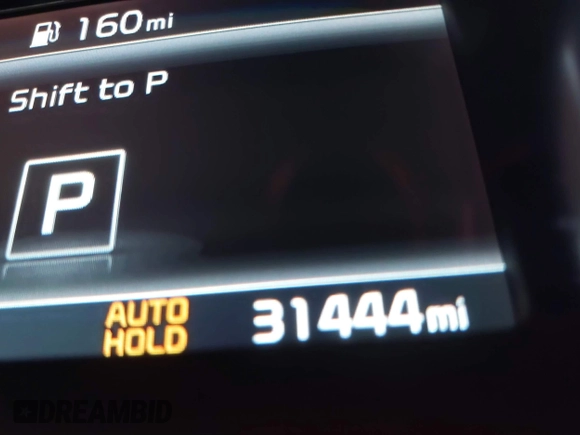 160mi
Shift to P
P
AUTO
HOLD
31444mi
DREAMBID